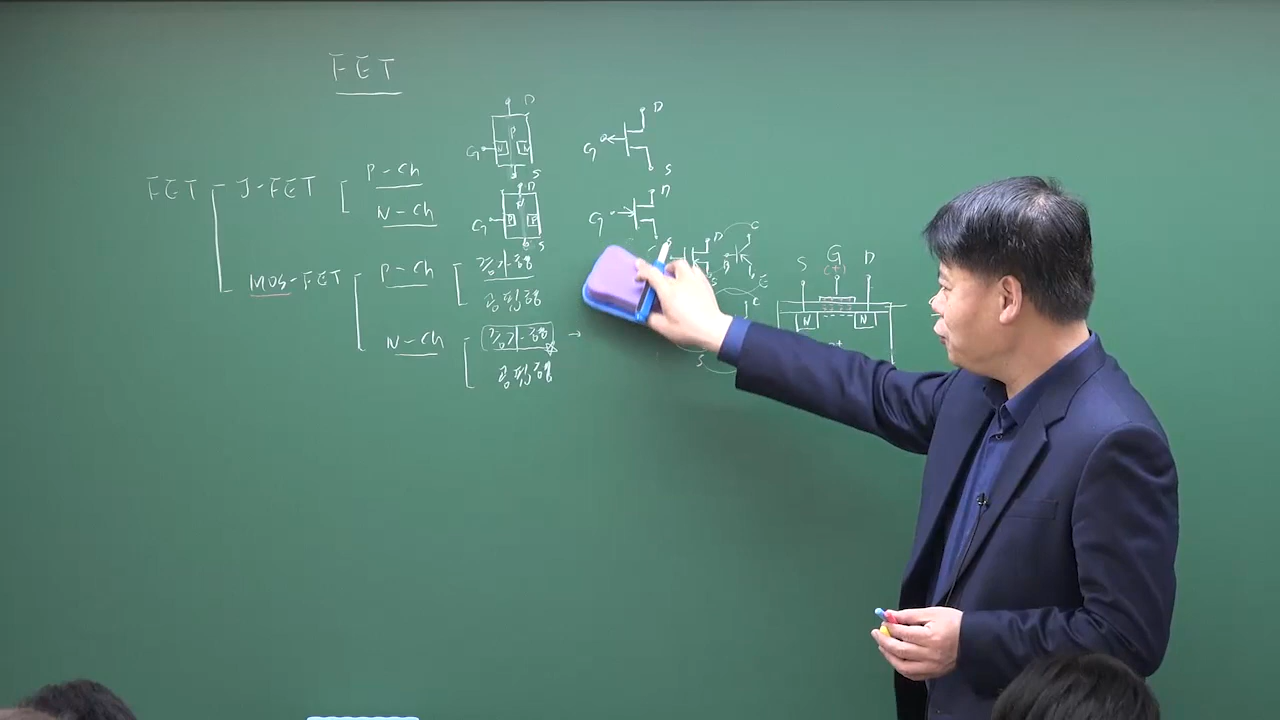 FET
D
P
G N N
S
D
G
S
FET J-FET P-Ch
N-Ch
D
N
G P P
S
D
G
MOS-FET P-Ch 증가형
공핍형
N-Ch 증가형 →
공핍형
D
S
C
B
E
C
S
S G D
(+)
N N